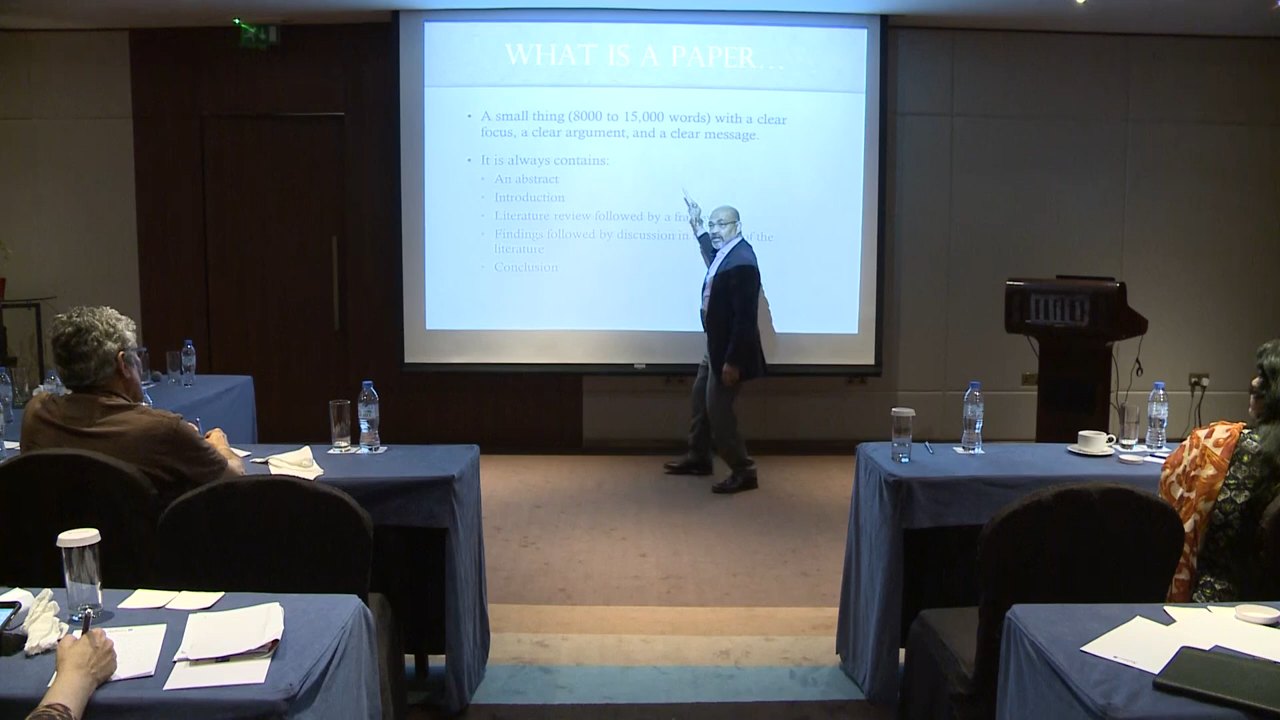 WHAT IS A PAPER...
• A small thing (8000 to 15,000 words) with a clear
focus, a clear argument, and a clear message.
• It is always contains:
• An abstract
• Introduction
• Literature review followed by a
• Findings followed by discussion in of the
literature
• Conclusion